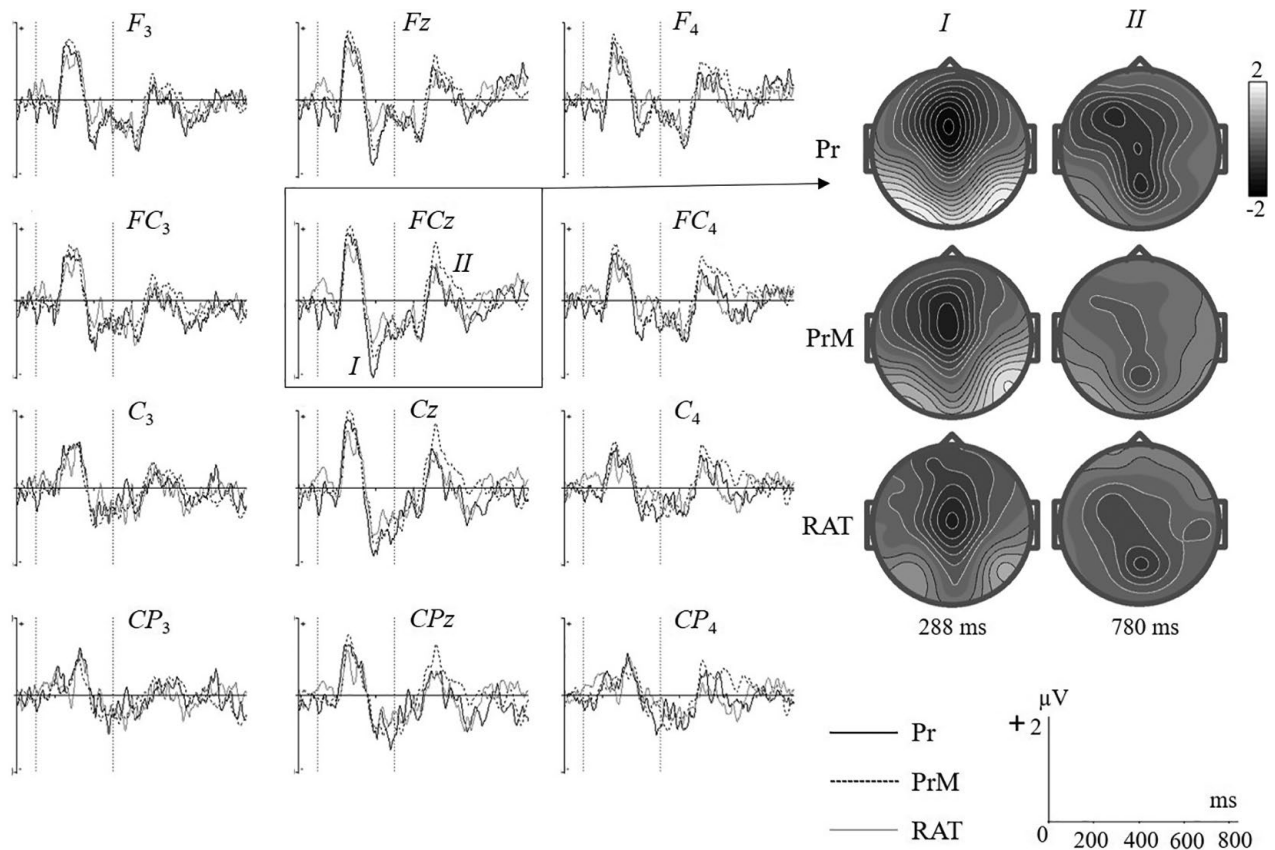 F3
Fz
F4
I
II
2
-2
Pr
FC3
FCz
FC4
II
I
PrM
C3
Cz
C4
RAT
288 ms
780 ms
CP3
CPz
CP4
Pr
PrM
RAT
μV
+2
ms
0 200 400 600 800